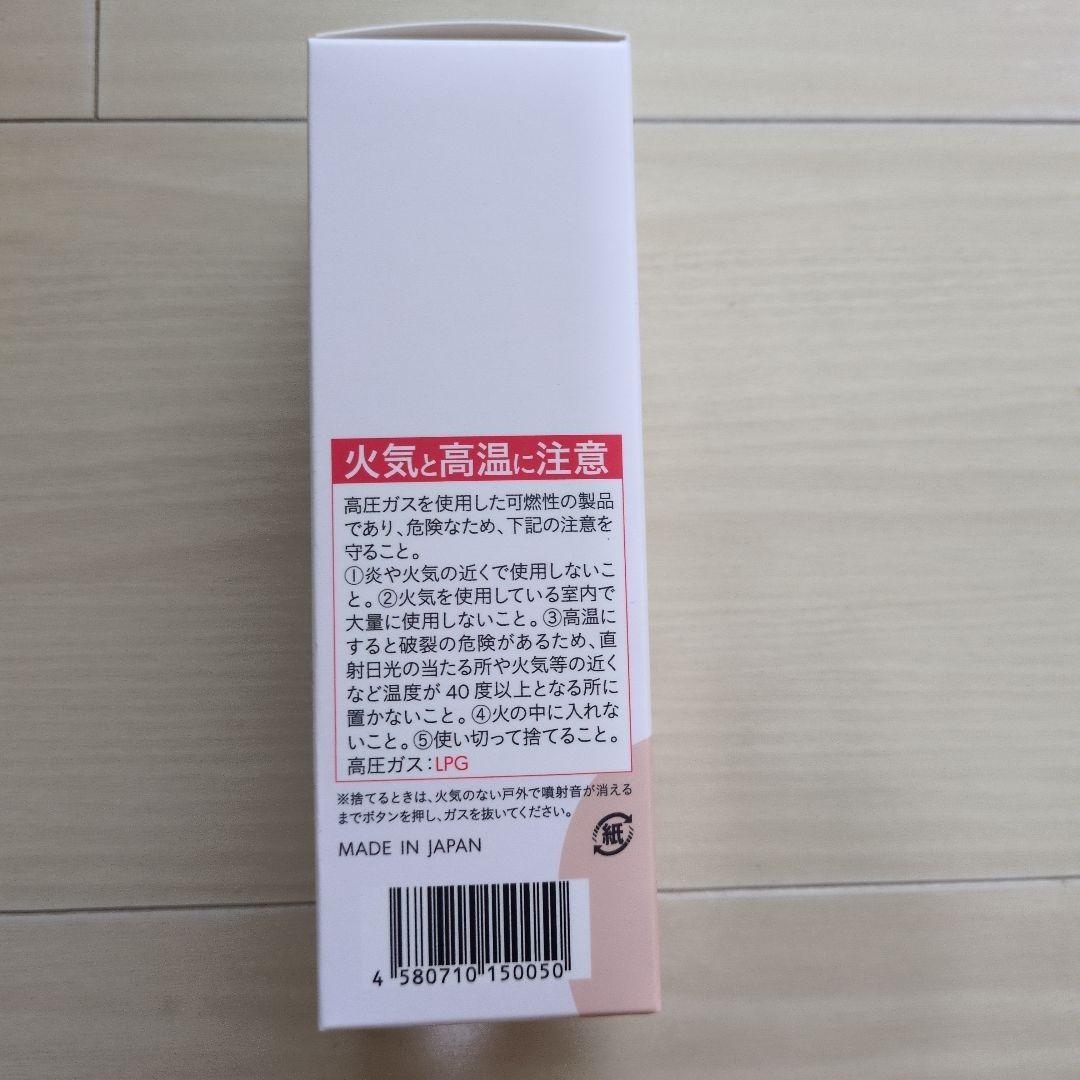 火気と高温に注意
高圧ガスを使用した可燃性の製品
であり、危険なため、下記の注意を
守ること。
①炎や火気の近くで使用しないこ
と。②火気を使用している室内で
大量に使用しないこと。③高温に
すると破裂の危険があるため、直
射日光の当たる所や火気等の近く
など温度が40度以上となる所に
置かないこと。④火の中に入れな
いこと。⑤使い切って捨てること。
高圧ガス：LPG
※捨てるときは、火気のない戸外で噴射音が消える
までボタンを押し、ガスを抜いてください。
紙
MADE IN JAPAN
4 580710 150050